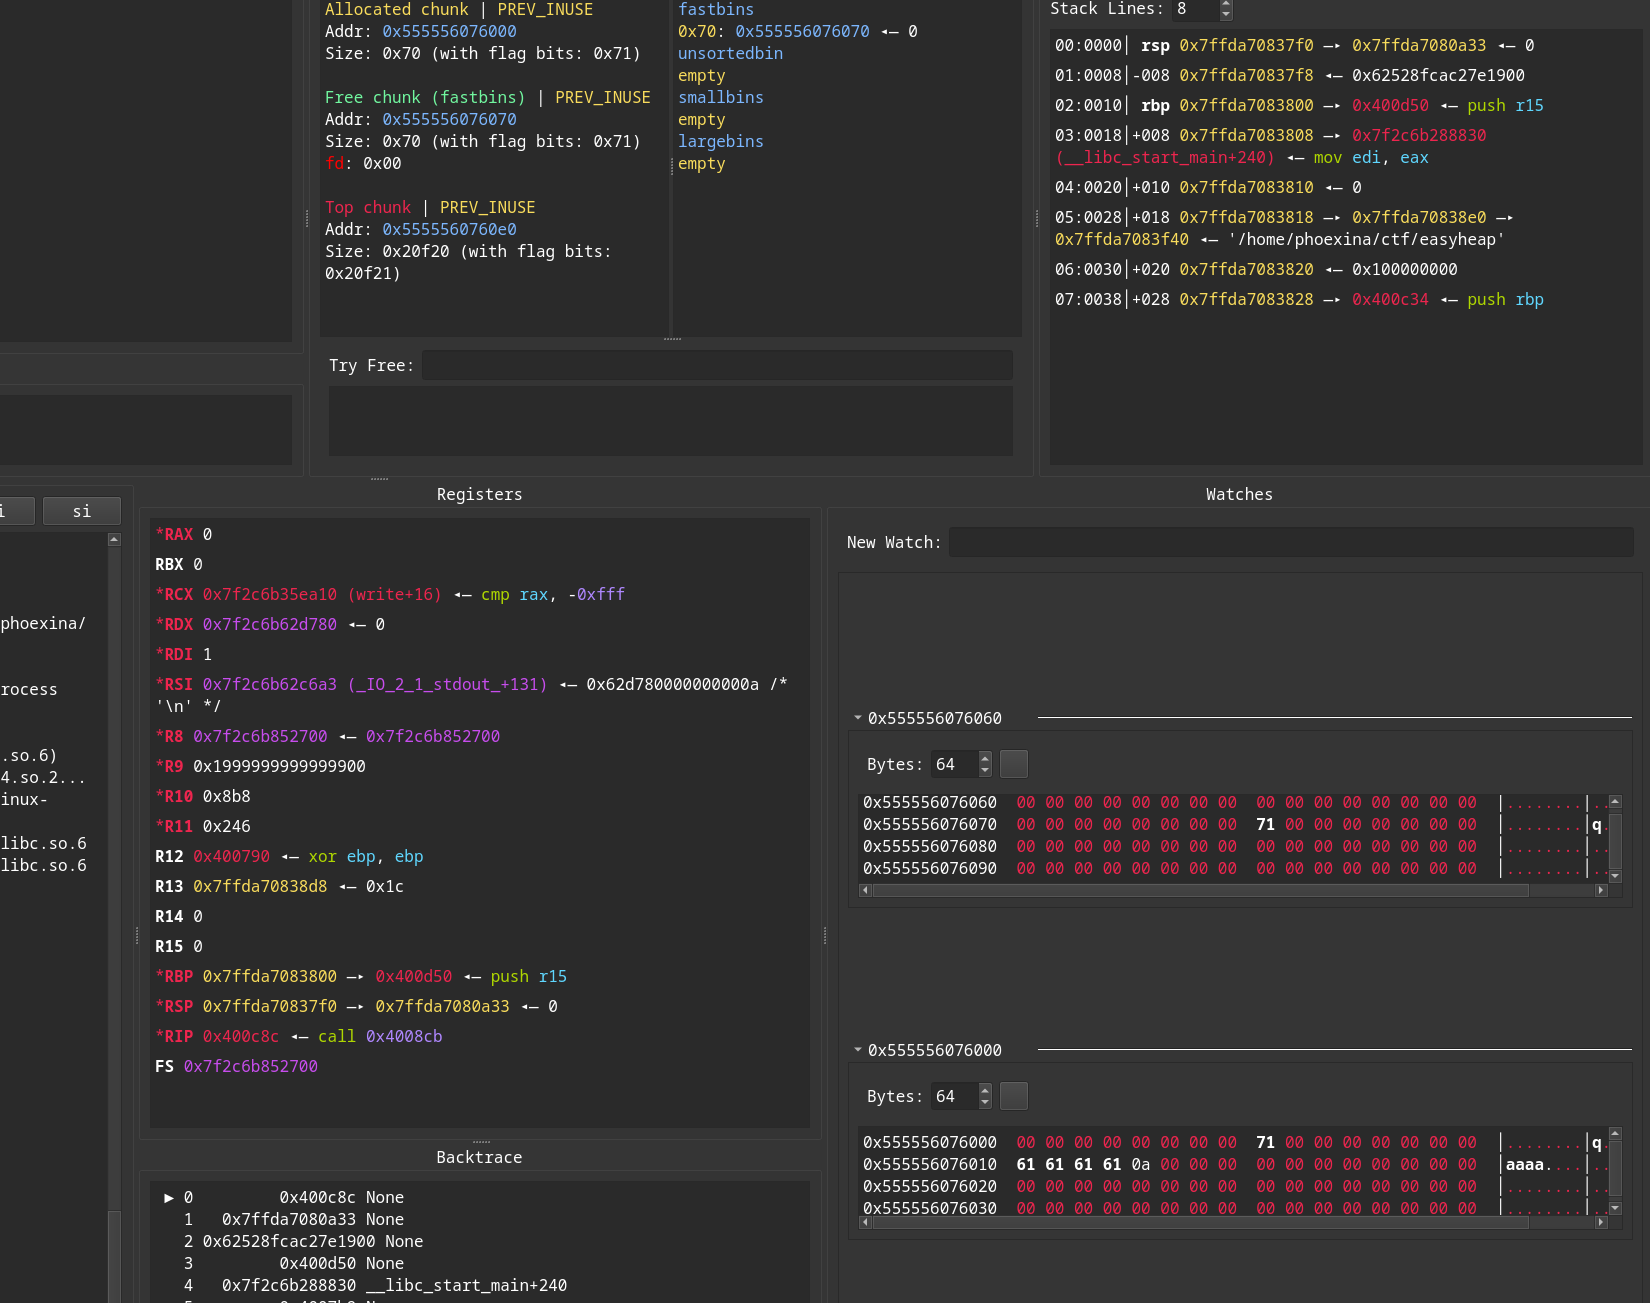 Allocated chunk | PREV_INUSE
Addr: 0x555556076000
Size: 0x70 (with flag bits: 0x71)
Free chunk (fastbins) | PREV_INUSE
Addr: 0x555556076070
Size: 0x70 (with flag bits: 0x71)
fd: 0x00
Top chunk | PREV_INUSE
Addr: 0x5555560760e0
Size: 0x20f20 (with flag bits:
0x20f21)
fastbins
0x70: 0x555556076070 ◂— 0
unsortedbin
empty
smallbins
empty
largebins
empty
Stack Lines: 8
00:0000│ rsp 0x7ffda70837f0 —▸ 0x7ffda7080a33 ◂— 0
01:0008│-008 0x7ffda70837f8 ◂— 0x62528fcac27e1900
02:0010│ rbp 0x7ffda7083800 —▸ 0x400d50 ◂— push r15
03:0018│+008 0x7ffda7083808 —▸ 0x7f2c6b288830
(__libc_start_main+240) ◂— mov edi, eax
04:0020│+010 0x7ffda7083810 ◂— 0
05:0028│+018 0x7ffda7083818 —▸ 0x7ffda70838e0 —▸
0x7ffda7083f40 ◂— '/home/phoexina/ctf/easyheap'
06:0030│+020 0x7ffda7083820 ◂— 0x100000000
07:0038│+028 0x7ffda7083828 —▸ 0x400c34 ◂— push rbp
Try Free:
i
si
phoexina/
rocess
.so.6)
4.so.2...
inux-
libc.so.6
libc.so.6
Registers
*RAX 0
RBX 0
*RCX 0x7f2c6b35ea10 (write+16) ◂— cmp rax, -0xfff
*RDX 0x7f2c6b62d780 ◂— 0
*RDI 1
*RSI 0x7f2c6b62c6a3 (_IO_2_1_stdout_+131) ◂— 0x62d780000000000a /*
'\n' */
*R8 0x7f2c6b852700 ◂— 0x7f2c6b852700
*R9 0x1999999999999900
*R10 0x8b8
*R11 0x246
R12 0x400790 ◂— xor ebp, ebp
R13 0x7ffda70838d8 ◂— 0x1c
R14 0
R15 0
*RBP 0x7ffda7083800 —▸ 0x400d50 ◂— push r15
*RSP 0x7ffda70837f0 —▸ 0x7ffda7080a33 ◂— 0
*RIP 0x400c8c ◂— call 0x4008cb
FS 0x7f2c6b852700
Backtrace
► 0 0x400c8c None
1 0x7ffda7080a33 None
2 0x62528fcac27e1900 None
3 0x400d50 None
4 0x7f2c6b288830 __libc_start_main+240
Watches
New Watch:
0x555556076060
Bytes: 64
0x555556076060 00 00 00 00 00 00 00 00 00 00 00 00 00 00 00 00 │........│..
0x555556076070 00 00 00 00 00 00 00 00 71 00 00 00 00 00 00 00 │........│q.
0x555556076080 00 00 00 00 00 00 00 00 00 00 00 00 00 00 00 00 │........│..
0x555556076090 00 00 00 00 00 00 00 00 00 00 00 00 00 00 00 00 │........│..
0x555556076000
Bytes: 64
0x555556076000 00 00 00 00 00 00 00 00 71 00 00 00 00 00 00 00 │........│q.
0x555556076010 61 61 61 61 0a 00 00 00 00 00 00 00 00 00 00 00 │aaaa....│..
0x555556076020 00 00 00 00 00 00 00 00 00 00 00 00 00 00 00 00 │........│..
0x555556076030 00 00 00 00 00 00 00 00 00 00 00 00 00 00 00 00 │........│..